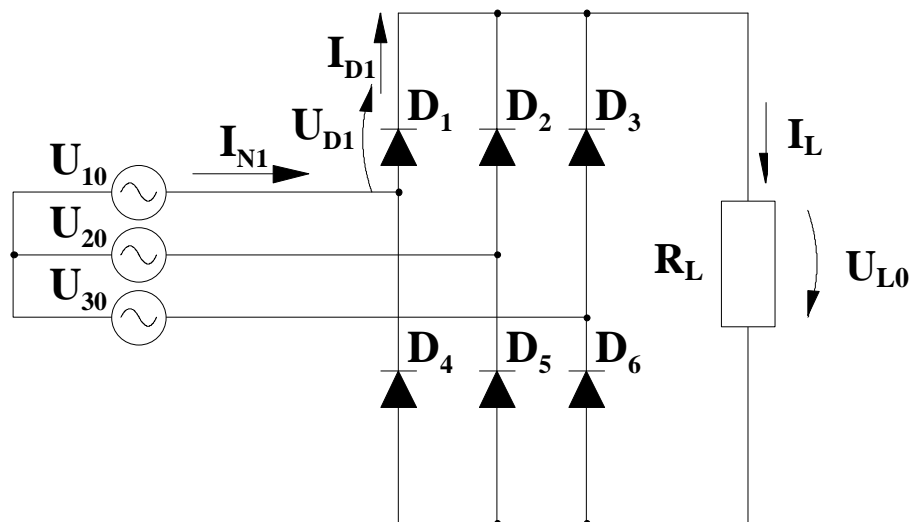 I_D1
D_1 D_2 D_3
U_D1
I_N1
I_L
U_10
U_20
U_30
R_L
U_L0
D_4 D_5 D_6